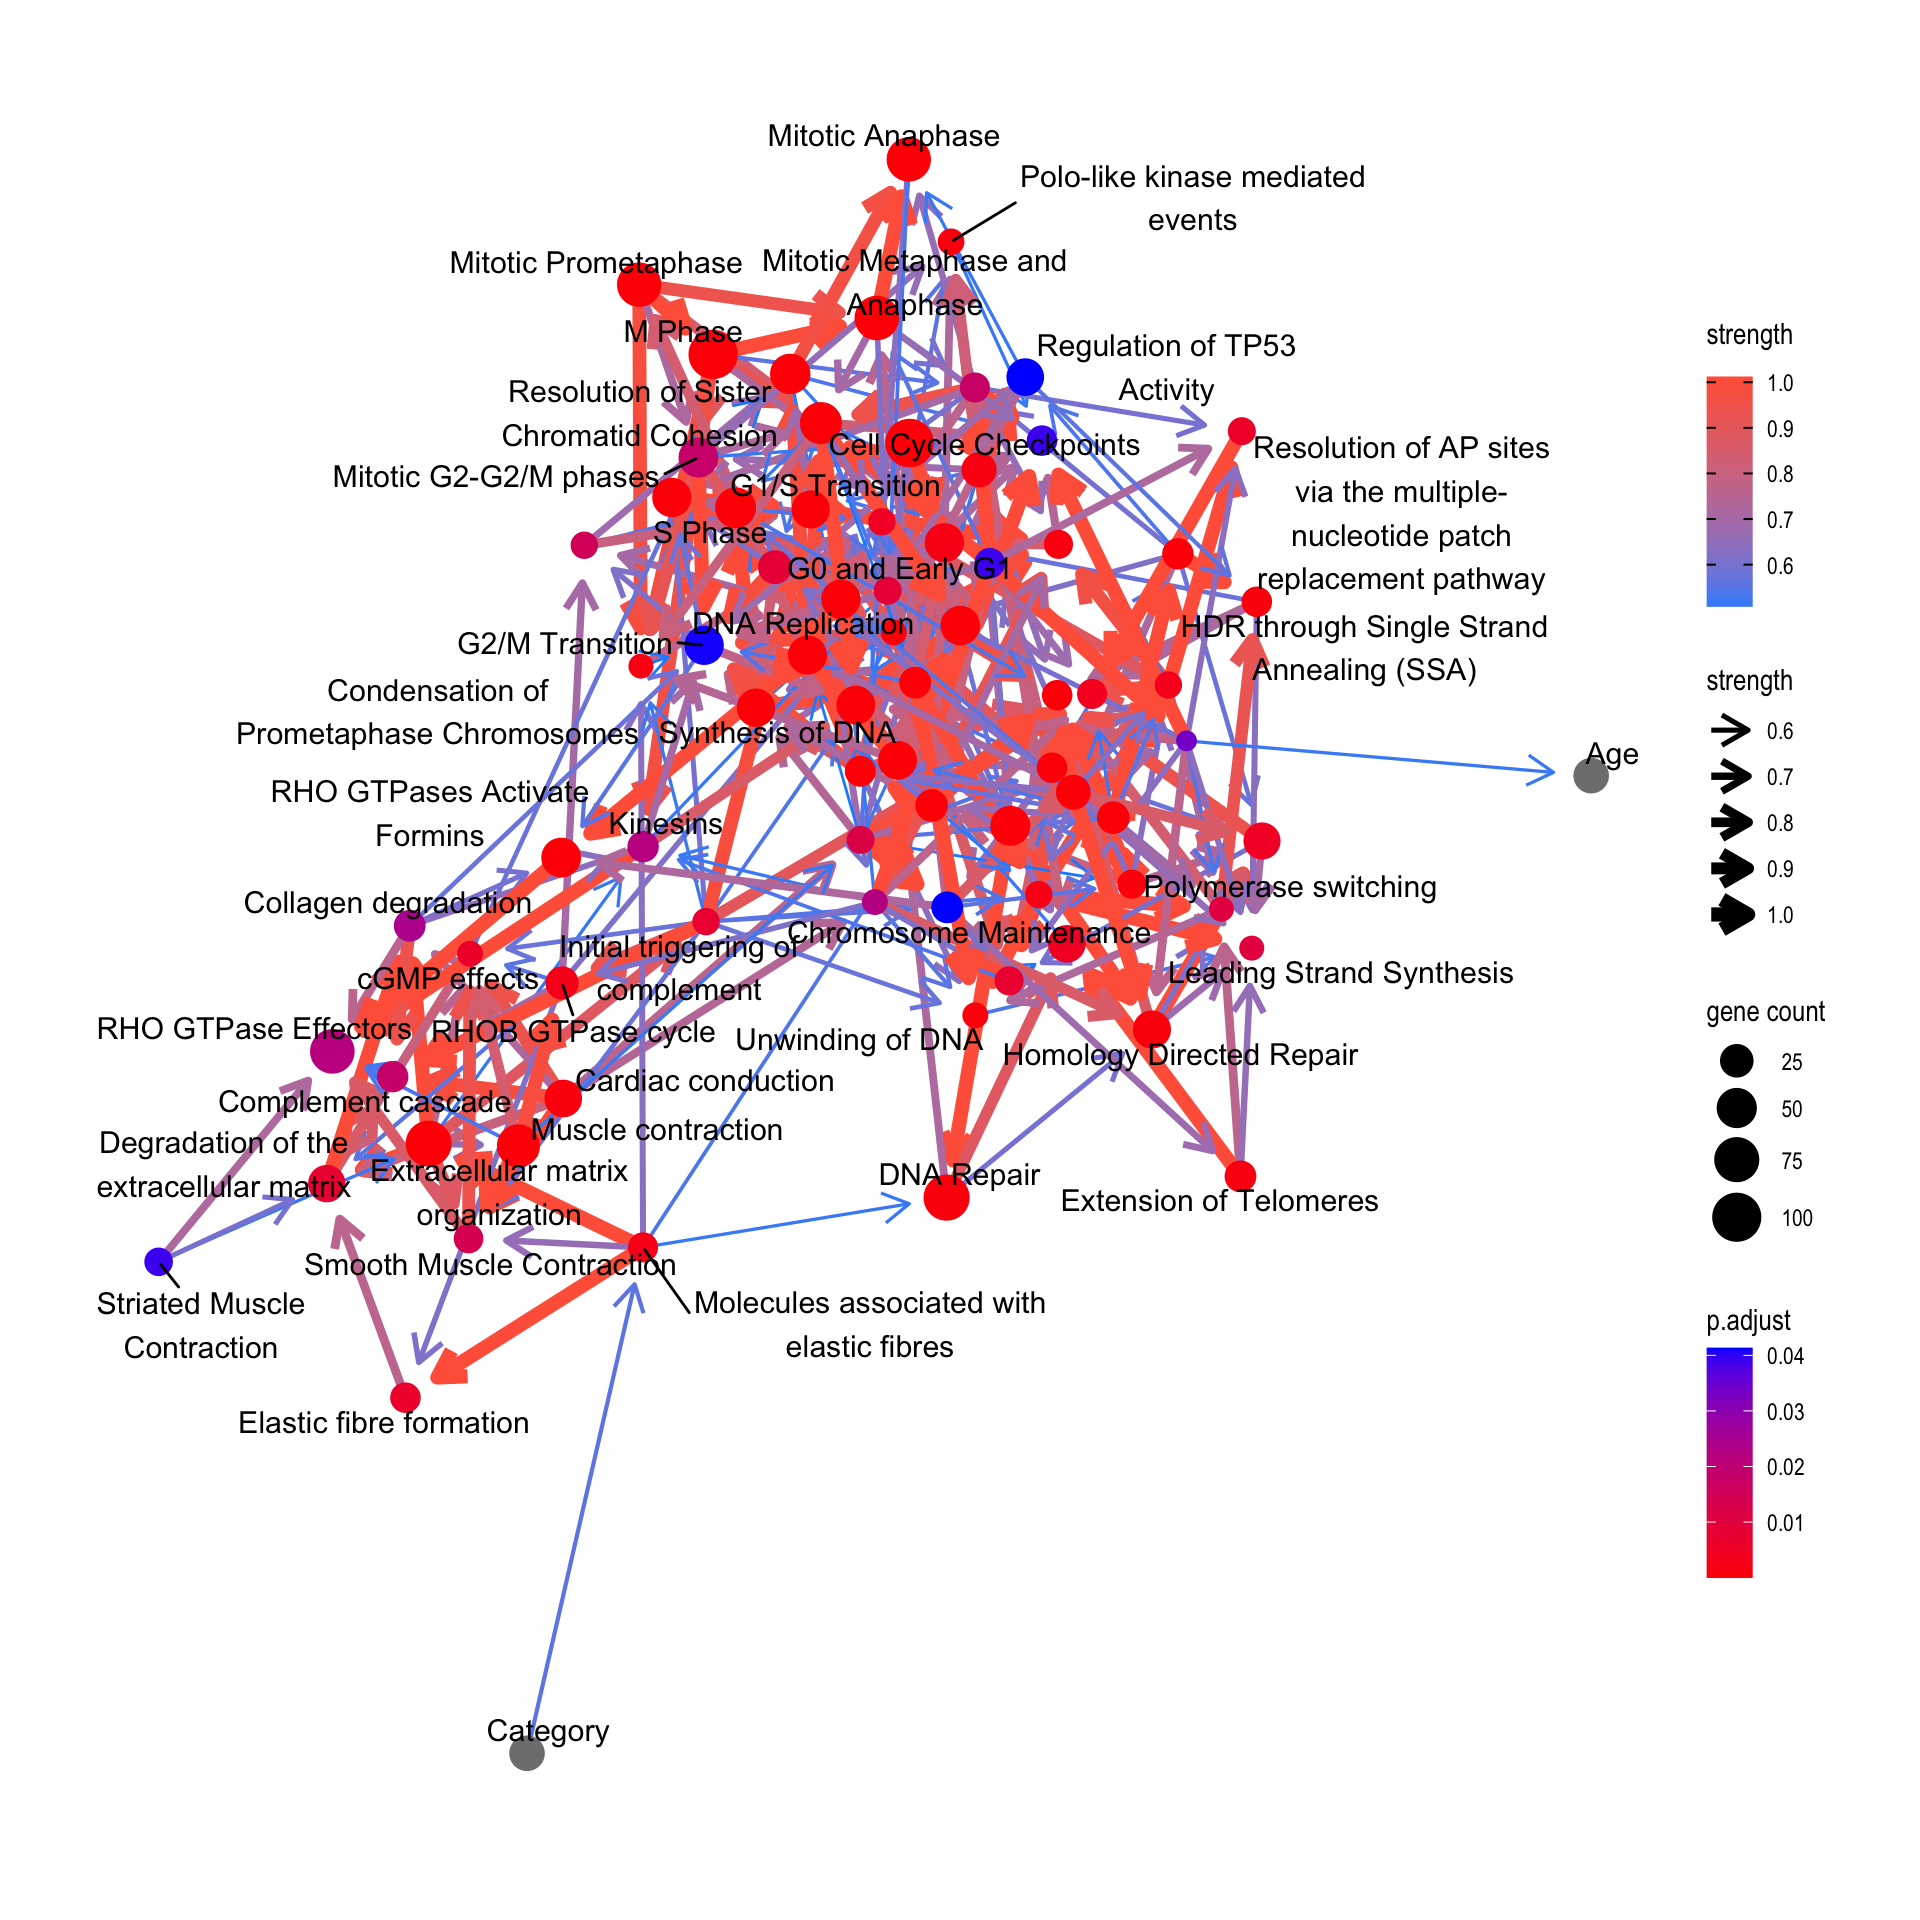 Mitotic Anaphase
Polo-like kinase mediated
events
Mitotic Prometaphase
Mitotic Metaphase and
Anaphase
M Phase
Regulation of TP53
Activity
Resolution of Sister
Chromatid Cohesion
Cell Cycle Checkpoints
Resolution of AP sites
via the multiple-
nucleotide patch
replacement pathway
Mitotic G2-G2/M phases
G1/S Transition
S Phase
G0 and Early G1
DNA Replication
HDR through Single Strand
Annealing (SSA)
G2/M Transition
Condensation of
Prometaphase Chromosomes
Synthesis of DNA
Age
RHO GTPases Activate
Formins
Kinesins
Collagen degradation
Polymerase switching
Initial triggering of
complement
Chromosome Maintenance
cGMP effects
Leading Strand Synthesis
RHO GTPase Effectors
RHOB GTPase cycle
Unwinding of DNA
Homology Directed Repair
Cardiac conduction
Complement cascade
Muscle contraction
Degradation of the
extracellular matrix
Extracellular matrix
organization
DNA Repair
Extension of Telomeres
Smooth Muscle Contraction
Striated Muscle
Contraction
Molecules associated with
elastic fibres
Elastic fibre formation
Category
strength
1.0
0.9
0.8
0.7
0.6
strength
0.6
0.7
0.8
0.9
1.0
gene count
25
50
75
100
p.adjust
0.04
0.03
0.02
0.01